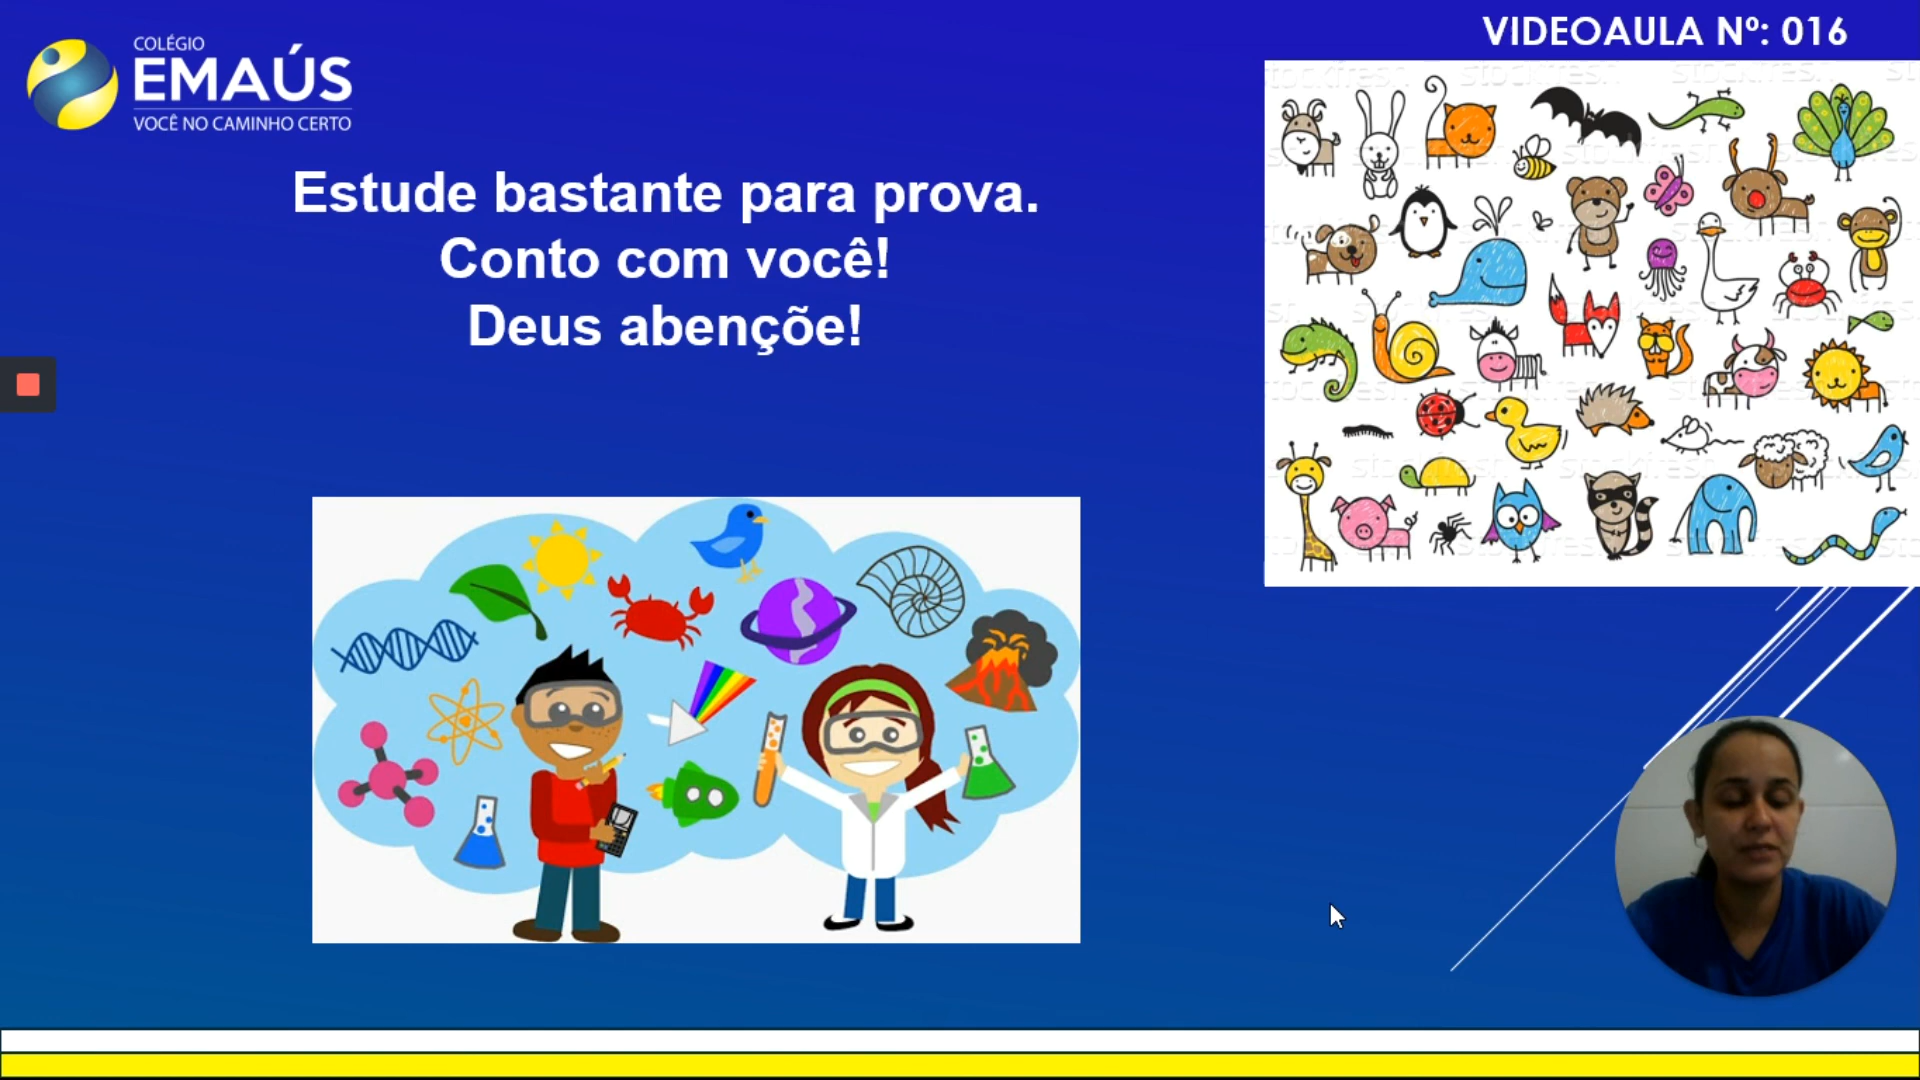 COLÉGIO
EMAÚS
VOCÊ NO CAMINHO CERTO
VIDEOAULA Nº: 016
Estude bastante para prova.
Conto com você!
Deus abençõe!